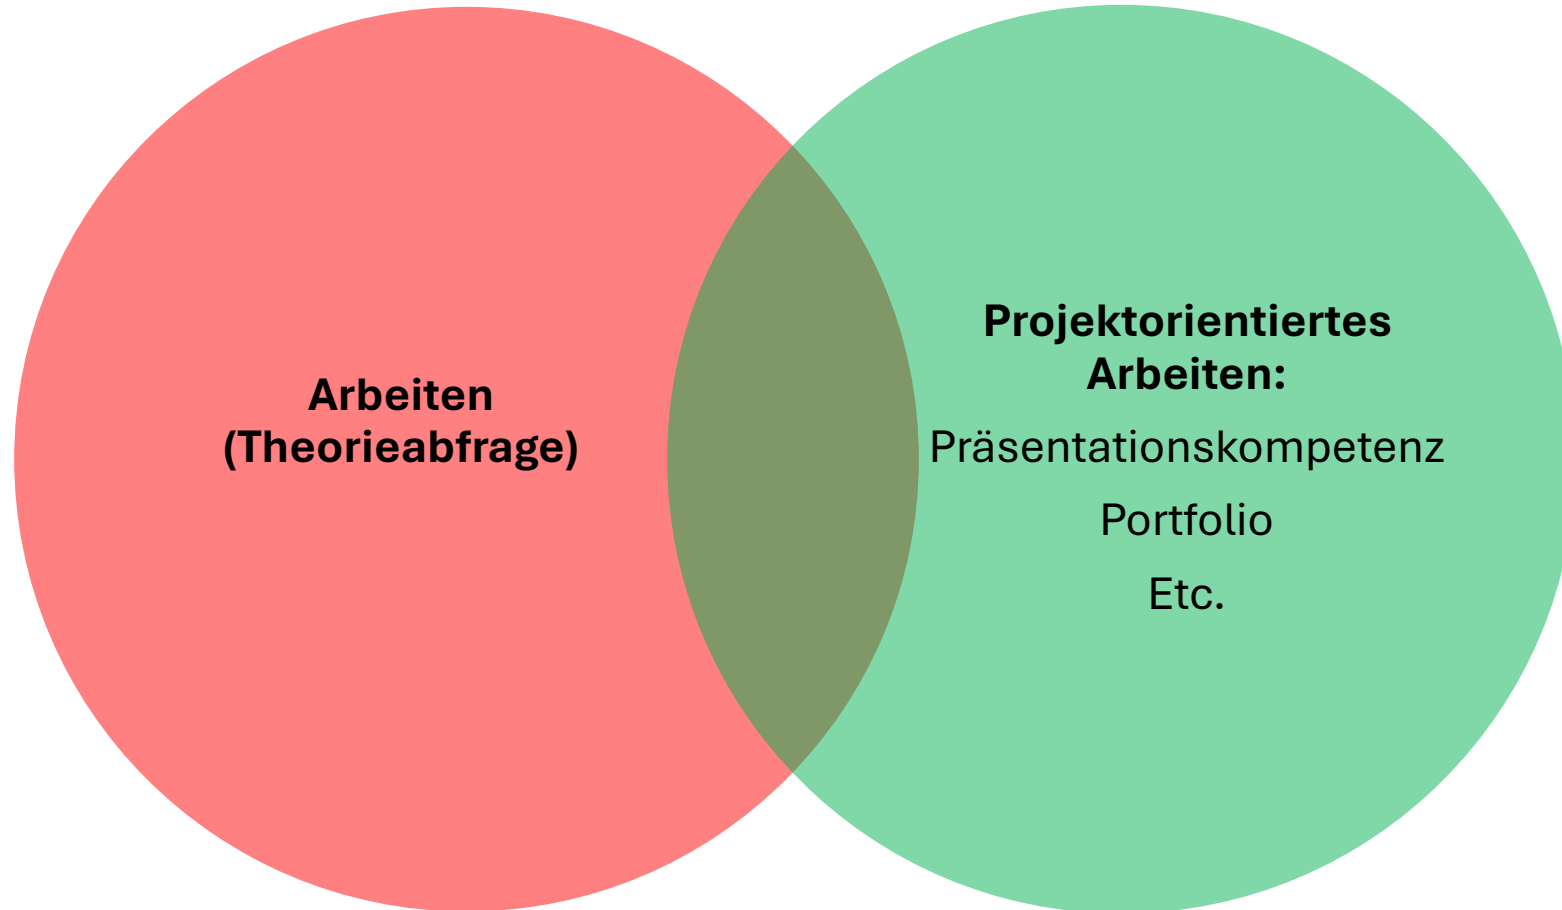 Arbeiten
(Theorieabfrage)
Projektorientiertes
Arbeiten:
Präsentationskompetenz
Portfolio
Etc.